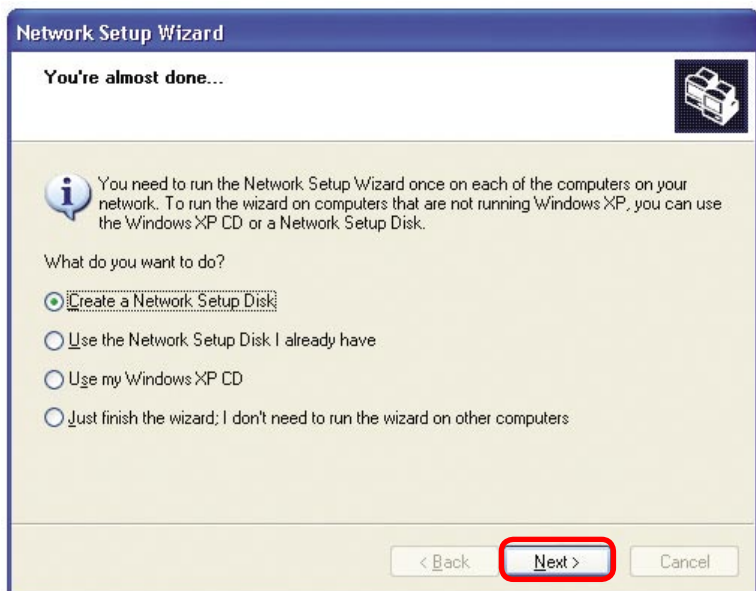 Network Setup Wizard
You're almost done...
You need to run the Network Setup Wizard once on each of the computers on your
network. To run the wizard on computers that are not running Windows XP, you can use
the Windows XP CD or a Network Setup Disk.
What do you want to do?
Create a Network Setup Disk
Use the Network Setup Disk I already have
Use my Windows XP CD
Just finish the wizard; I don't need to run the wizard on other computers
< Back Next > Cancel